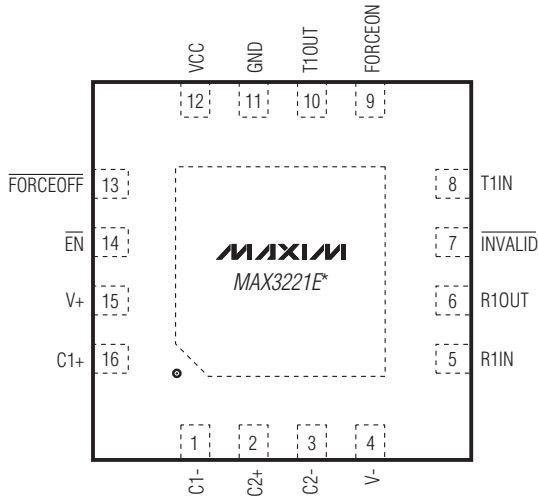 VCC
GND
T1OUT
FORCEON
12
11
10
9
FORCEOFF 13
8 T1IN
EN 14
7 INVALID
MAXIM
MAX3221E*
V+ 15
6 R1OUT
C1+ 16
5 R1IN
1
2
3
4
C1-
C2+
C2-
V-